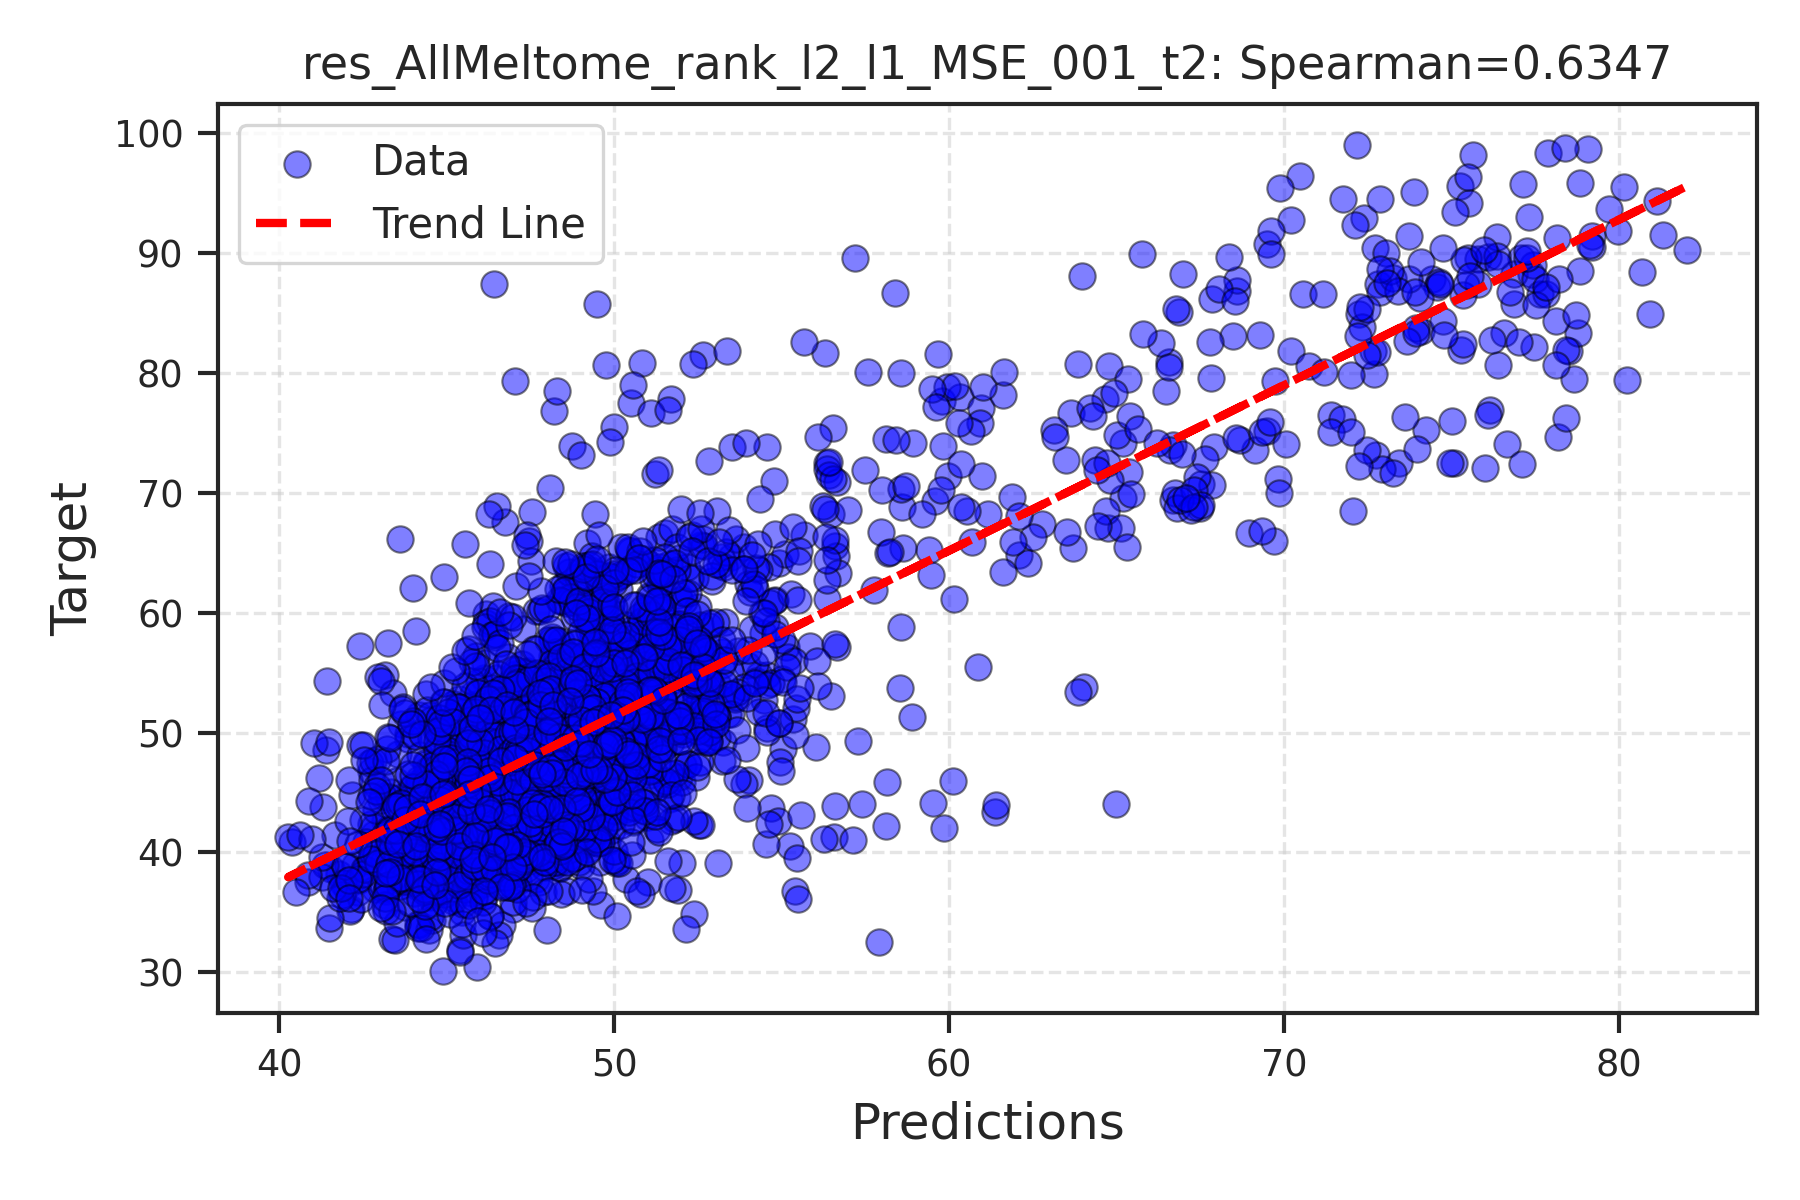 res_AllMeltome_rank_l2_l1_MSE_001_t2: Spearman=0.6347
Data
Trend Line
100
90
80
70
60
50
40
30
Target
40 50 60 70 80
Predictions